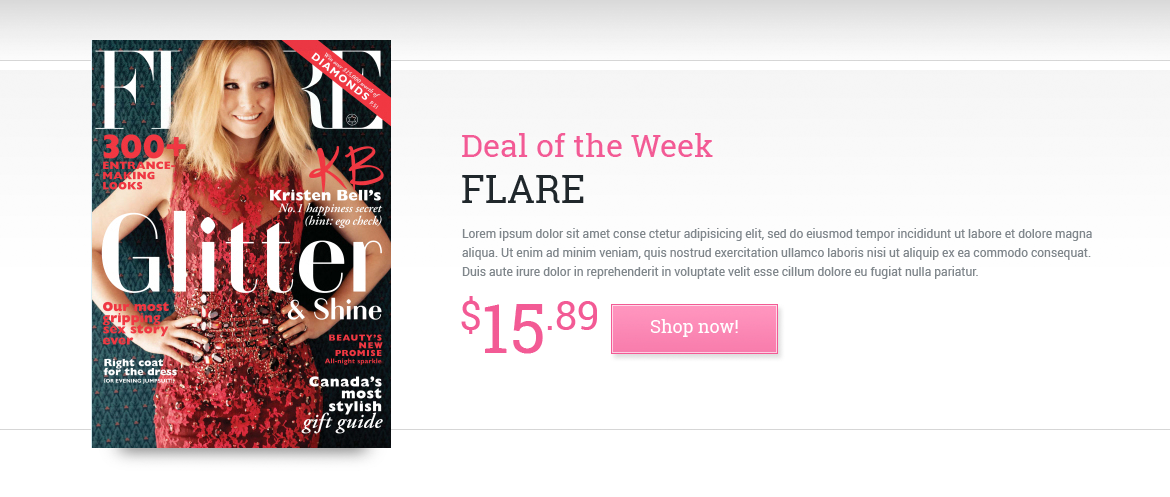 FLARE
Win over $15,000 worth of
DIAMONDS
P.51
300+
ENTRANCE-
MAKING
LOOKS
KB
Kristen Bell's
No. 1 happiness secret
(hint: ego check)
Glitter
& Shine
Our most
gripping
sex story
ever
Right coat
for the dress
(OR EVENING JUMPSUIT!)
BEAUTY'S
NEW
PROMISE
All-night sparkle
Canada's
most
stylish
gift guide
Deal of the Week
FLARE
Lorem ipsum dolor sit amet conse ctetur adipisicing elit, sed do eiusmod tempor incididunt ut labore et dolore magna
aliqua. Ut enim ad minim veniam, quis nostrud exercitation ullamco laboris nisi ut aliquip ex ea commodo consequat.
Duis aute irure dolor in reprehenderit in voluptate velit esse cillum dolore eu fugiat nulla pariatur.
$15.89
Shop now!